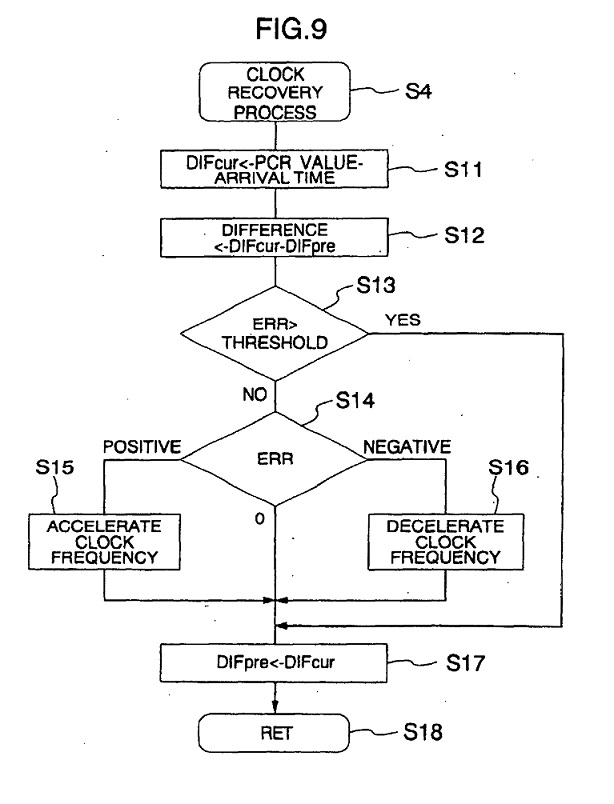 FIG.9
CLOCK
RECOVERY
PROCESS
S4
DIFcur<-PCR VALUE-
ARRIVAL TIME
S11
DIFFERENCE
<-DIFcur-DIFpre
S12
S13
ERR>
THRESHOLD
YES
NO
S14
POSITIVE
ERR
NEGATIVE
S15
S16
0
ACCELERATE
CLOCK
FREQUENCY
DECELERATE
CLOCK
FREQUENCY
DIFpre<-DIFcur
S17
RET
S18